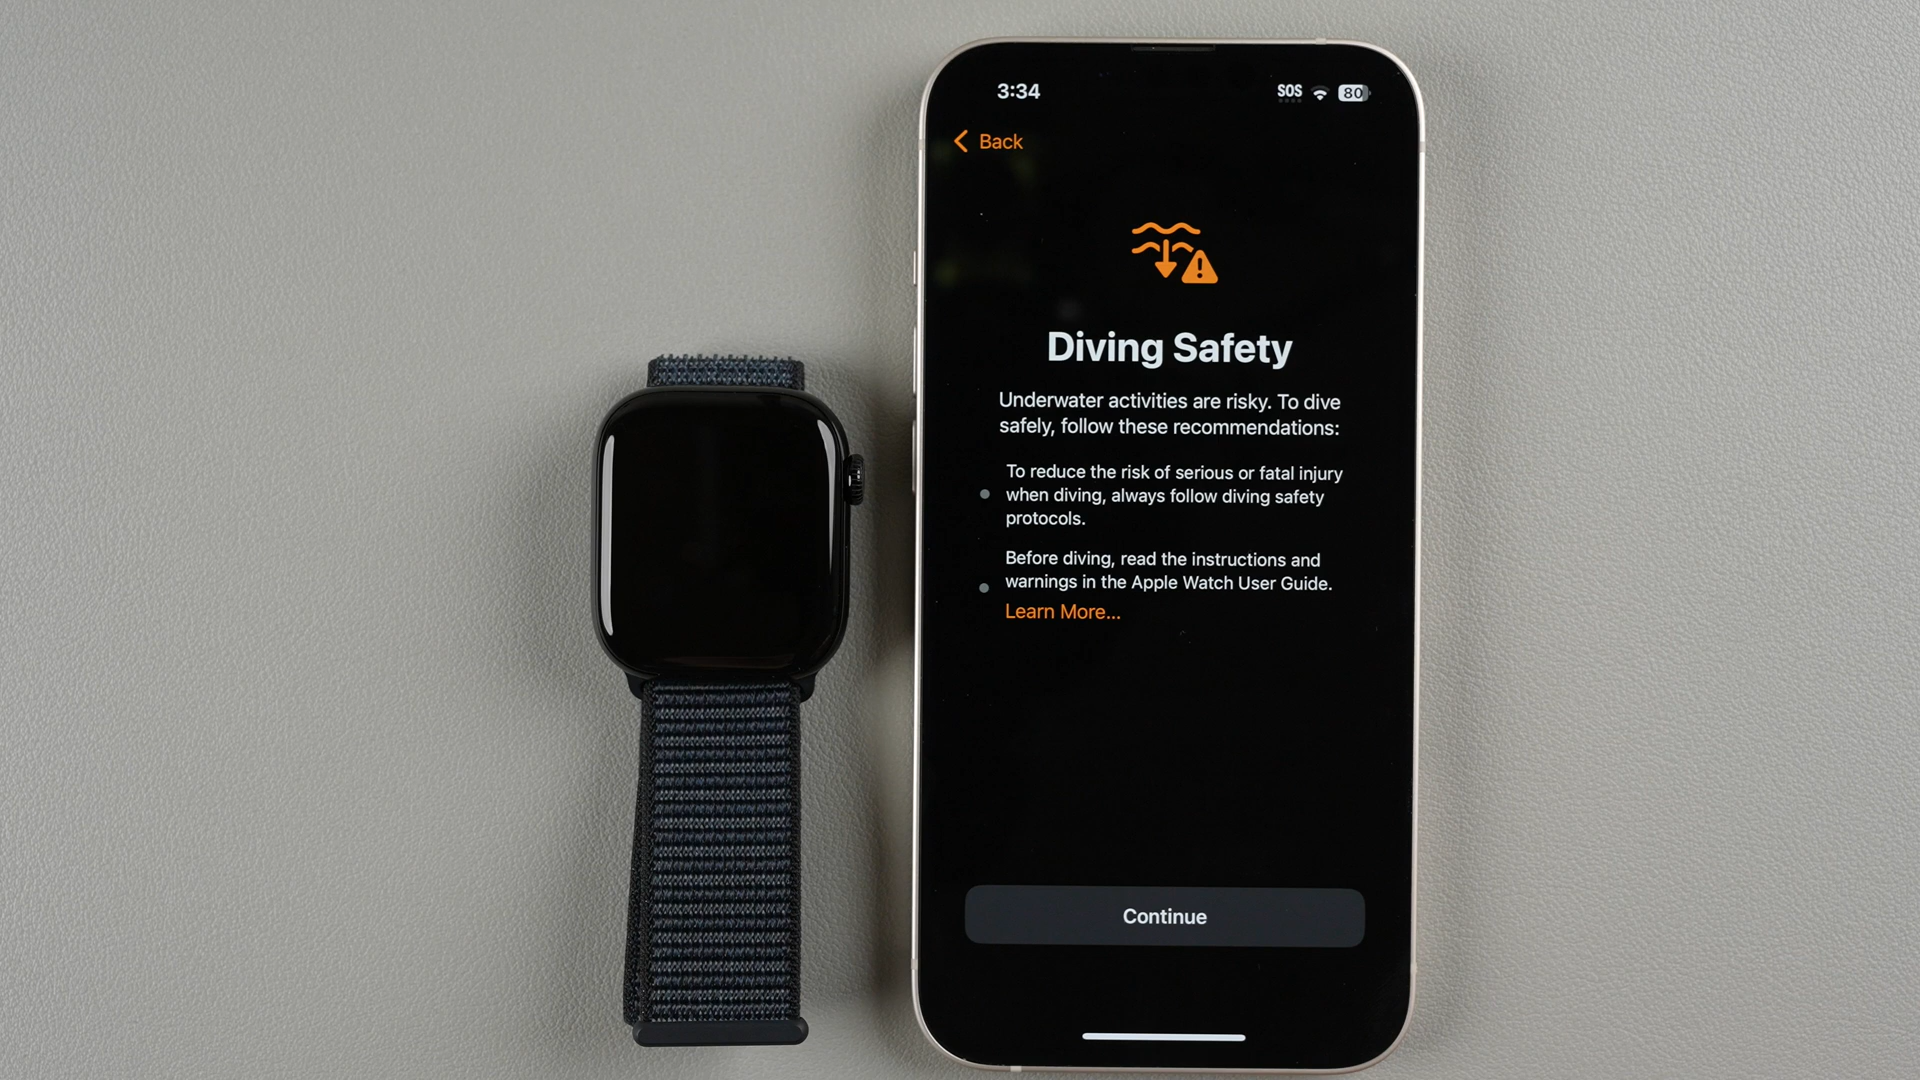 3:34
SOS
80
Back
Diving Safety
Underwater activities are risky. To dive
safely, follow these recommendations:
To reduce the risk of serious or fatal injury
when diving, always follow diving safety
protocols.
Before diving, read the instructions and
warnings in the Apple Watch User Guide.
Learn More...
Continue